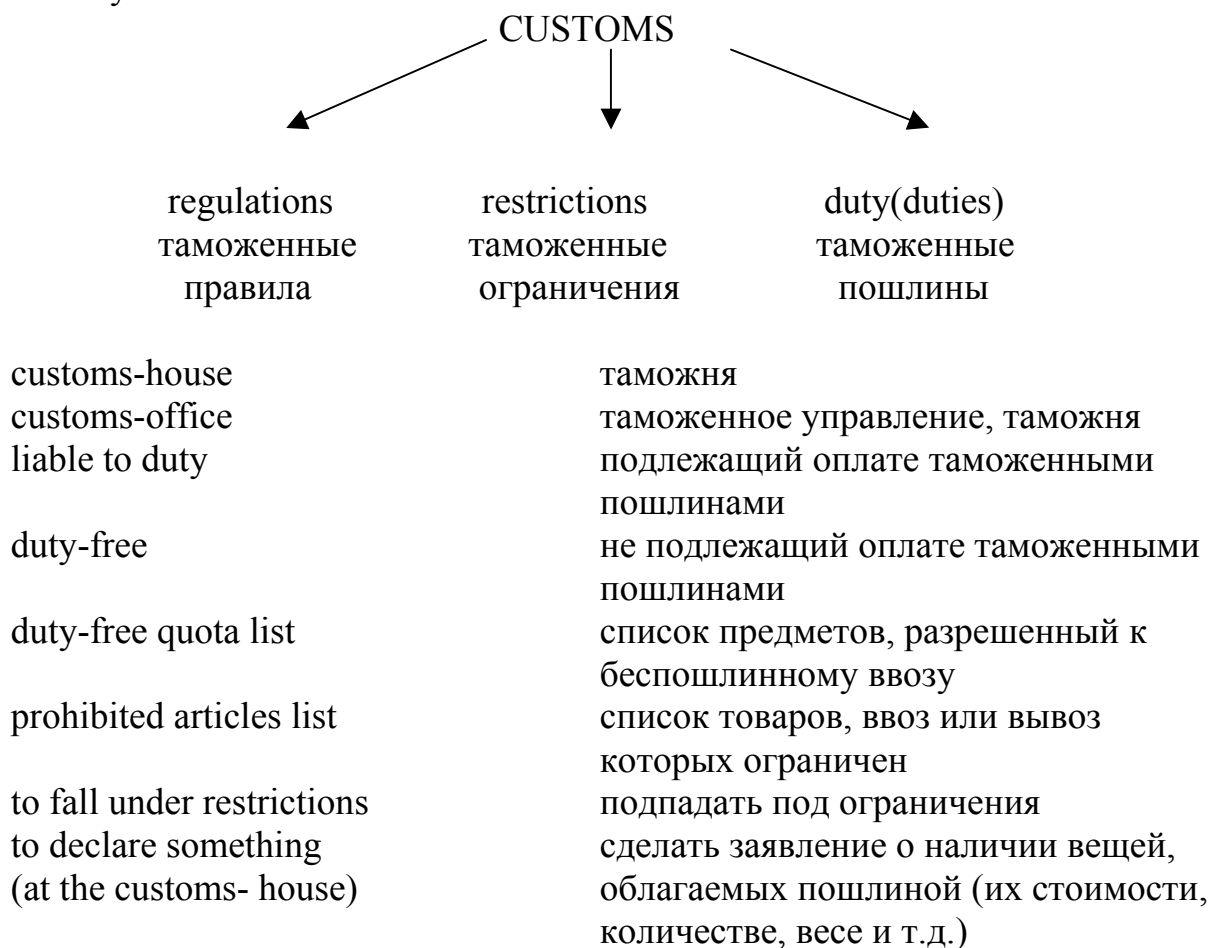 CUSTOMS
regulations restrictions duty(duties)
таможенные таможенные таможенные
правила ограничения пошлины
customs-house таможня
customs-office таможенное управление, таможня
liable to duty подлежащий оплате таможенными
пошлинами
duty-free не подлежащий оплате таможенными
пошлинами
duty-free quota list список предметов, разрешенный к
беспошлинному ввозу
prohibited articles list список товаров, ввоз или вывоз
которых ограничен
to fall under restrictions подпадать под ограничения
to declare something сделать заявление о наличии вещей,
(at the customs- house) облагаемых пошлиной (их стоимости,
количестве, весе и т.д.)